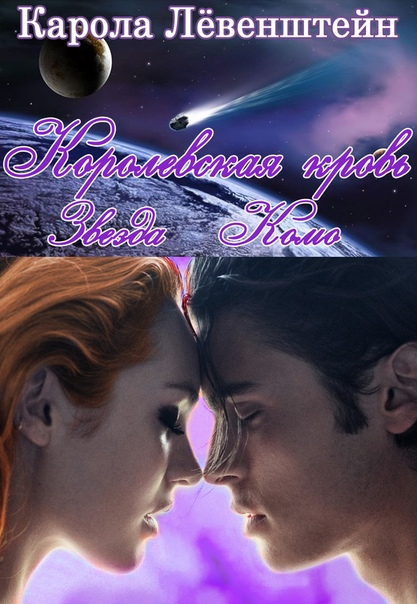 Карола Лёвенштейн
Королевская кровь
Звезда Комо